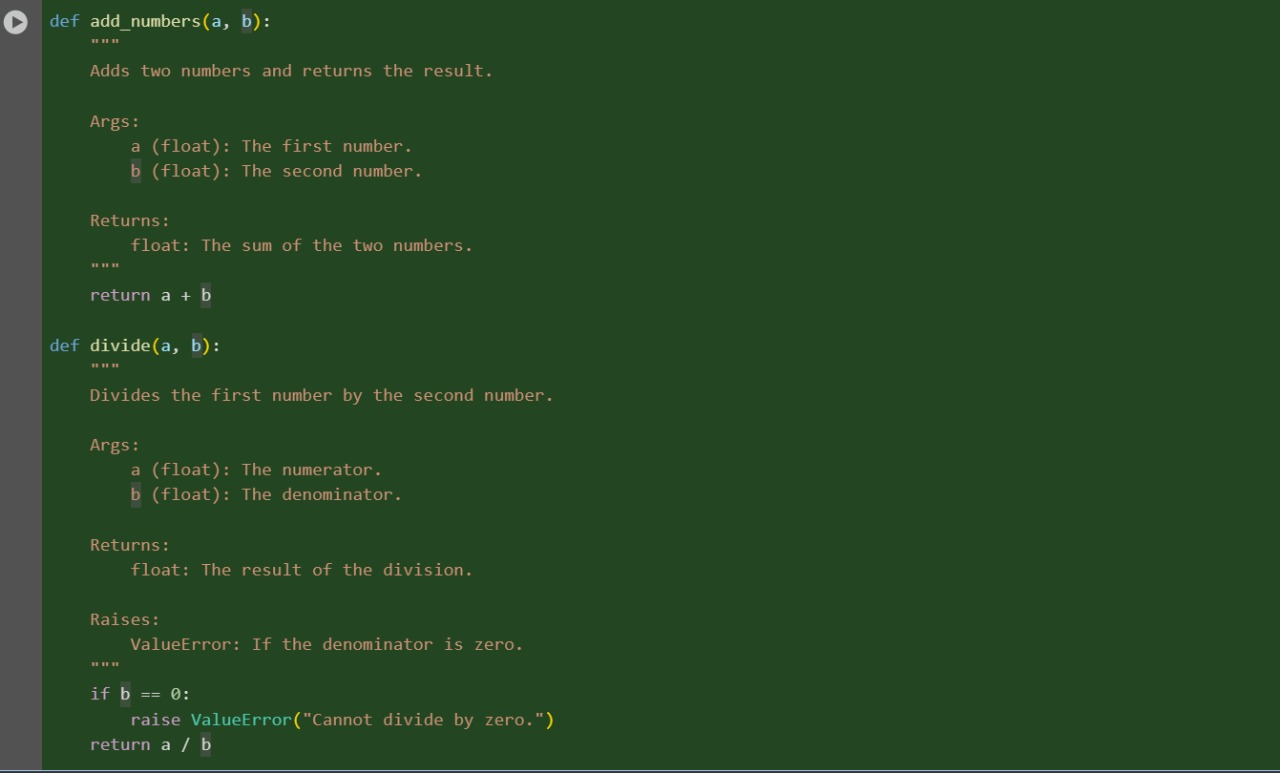 def add_numbers(a, b):
    """
    Adds two numbers and returns the result.

    Args:
        a (float): The first number.
        b (float): The second number.

    Returns:
        float: The sum of the two numbers.
    """
    return a + b

def divide(a, b):
    """
    Divides the first number by the second number.

    Args:
        a (float): The numerator.
        b (float): The denominator.

    Returns:
        float: The result of the division.

    Raises:
        ValueError: If the denominator is zero.
    """
    if b == 0:
        raise ValueError("Cannot divide by zero.")
    return a / b